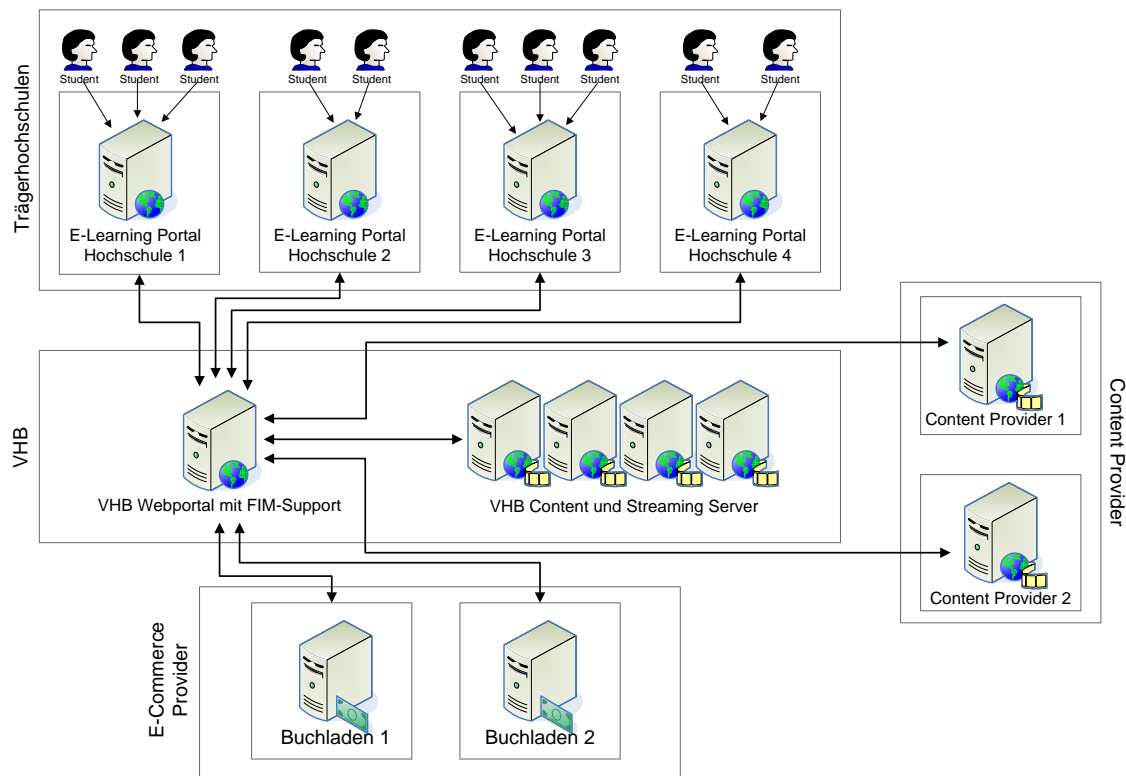 Trägerhochschulen
Student
Student
Student
Student
Student
Student
Student
Student
Student
Student
E-Learning Portal
Hochschule 1
E-Learning Portal
Hochschule 2
E-Learning Portal
Hochschule 3
E-Learning Portal
Hochschule 4
VHB
VHB Webportal mit FIM-Support
VHB Content und Streaming Server
Content Provider 1
Content Provider 2
Content Provider
E-Commerce
Provider
Buchladen 1
Buchladen 2